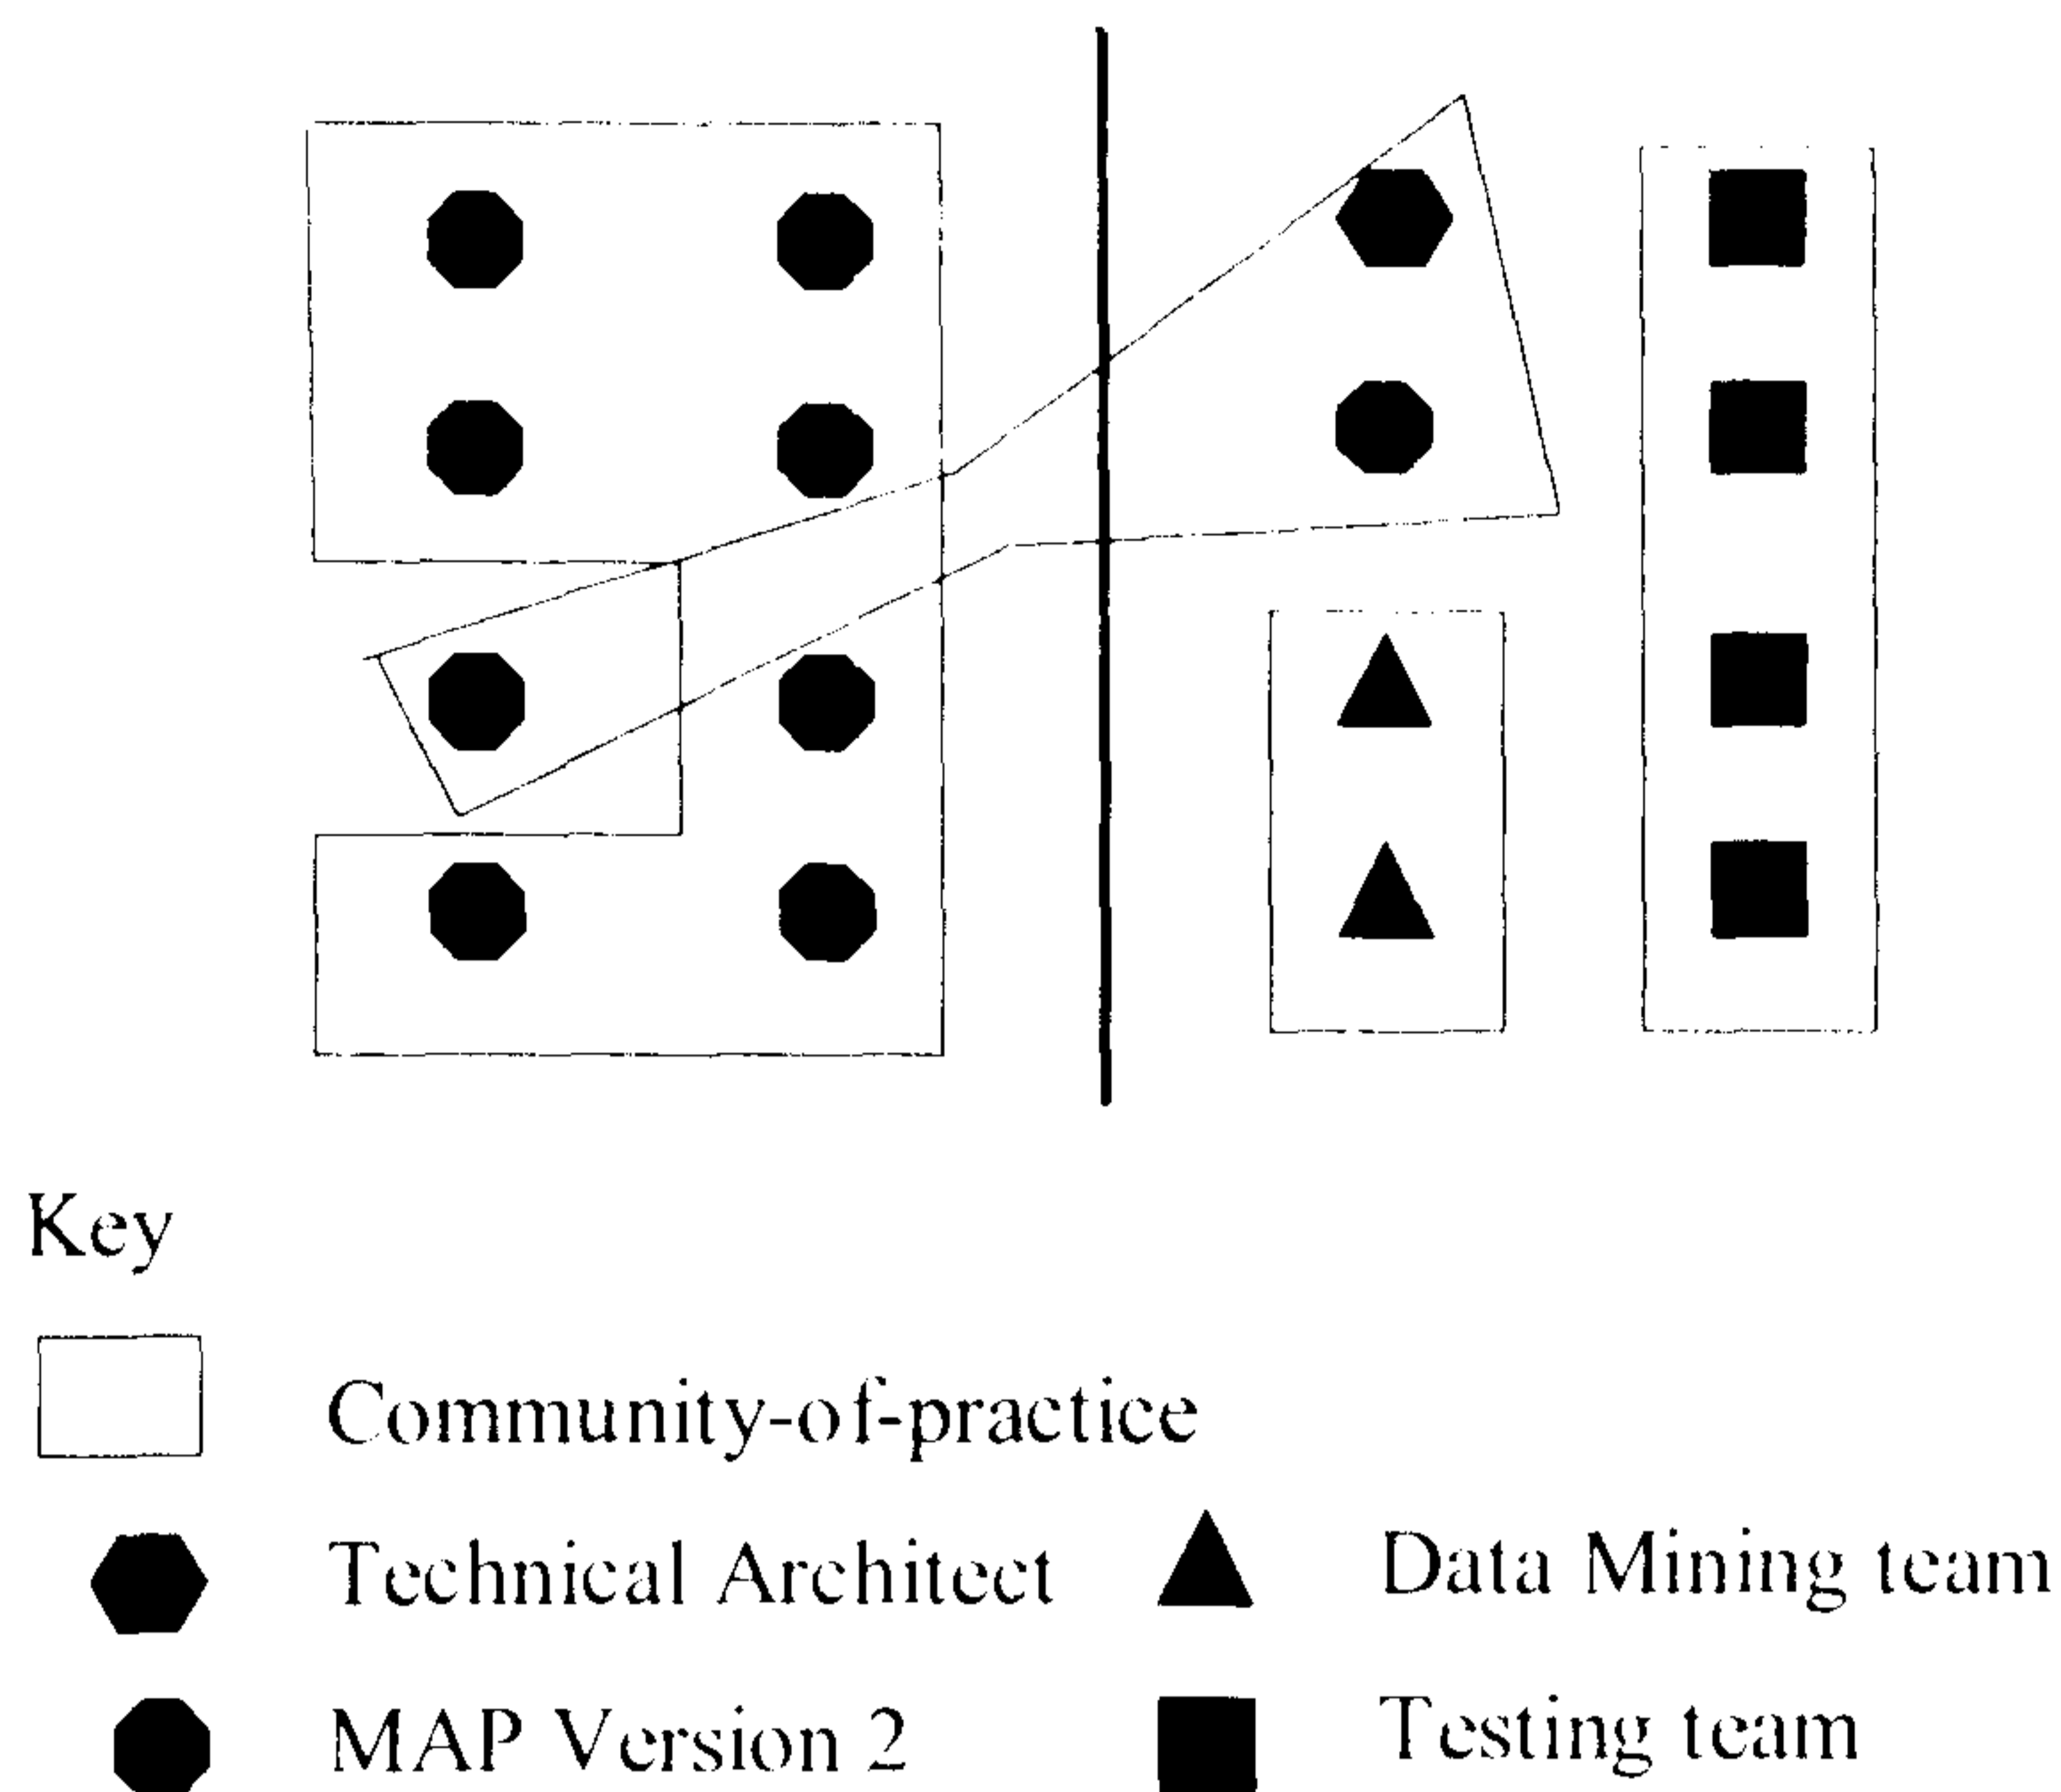 Key
Community-of-practice
Technical Architect
Data Mining team
MAP Version 2
Testing team